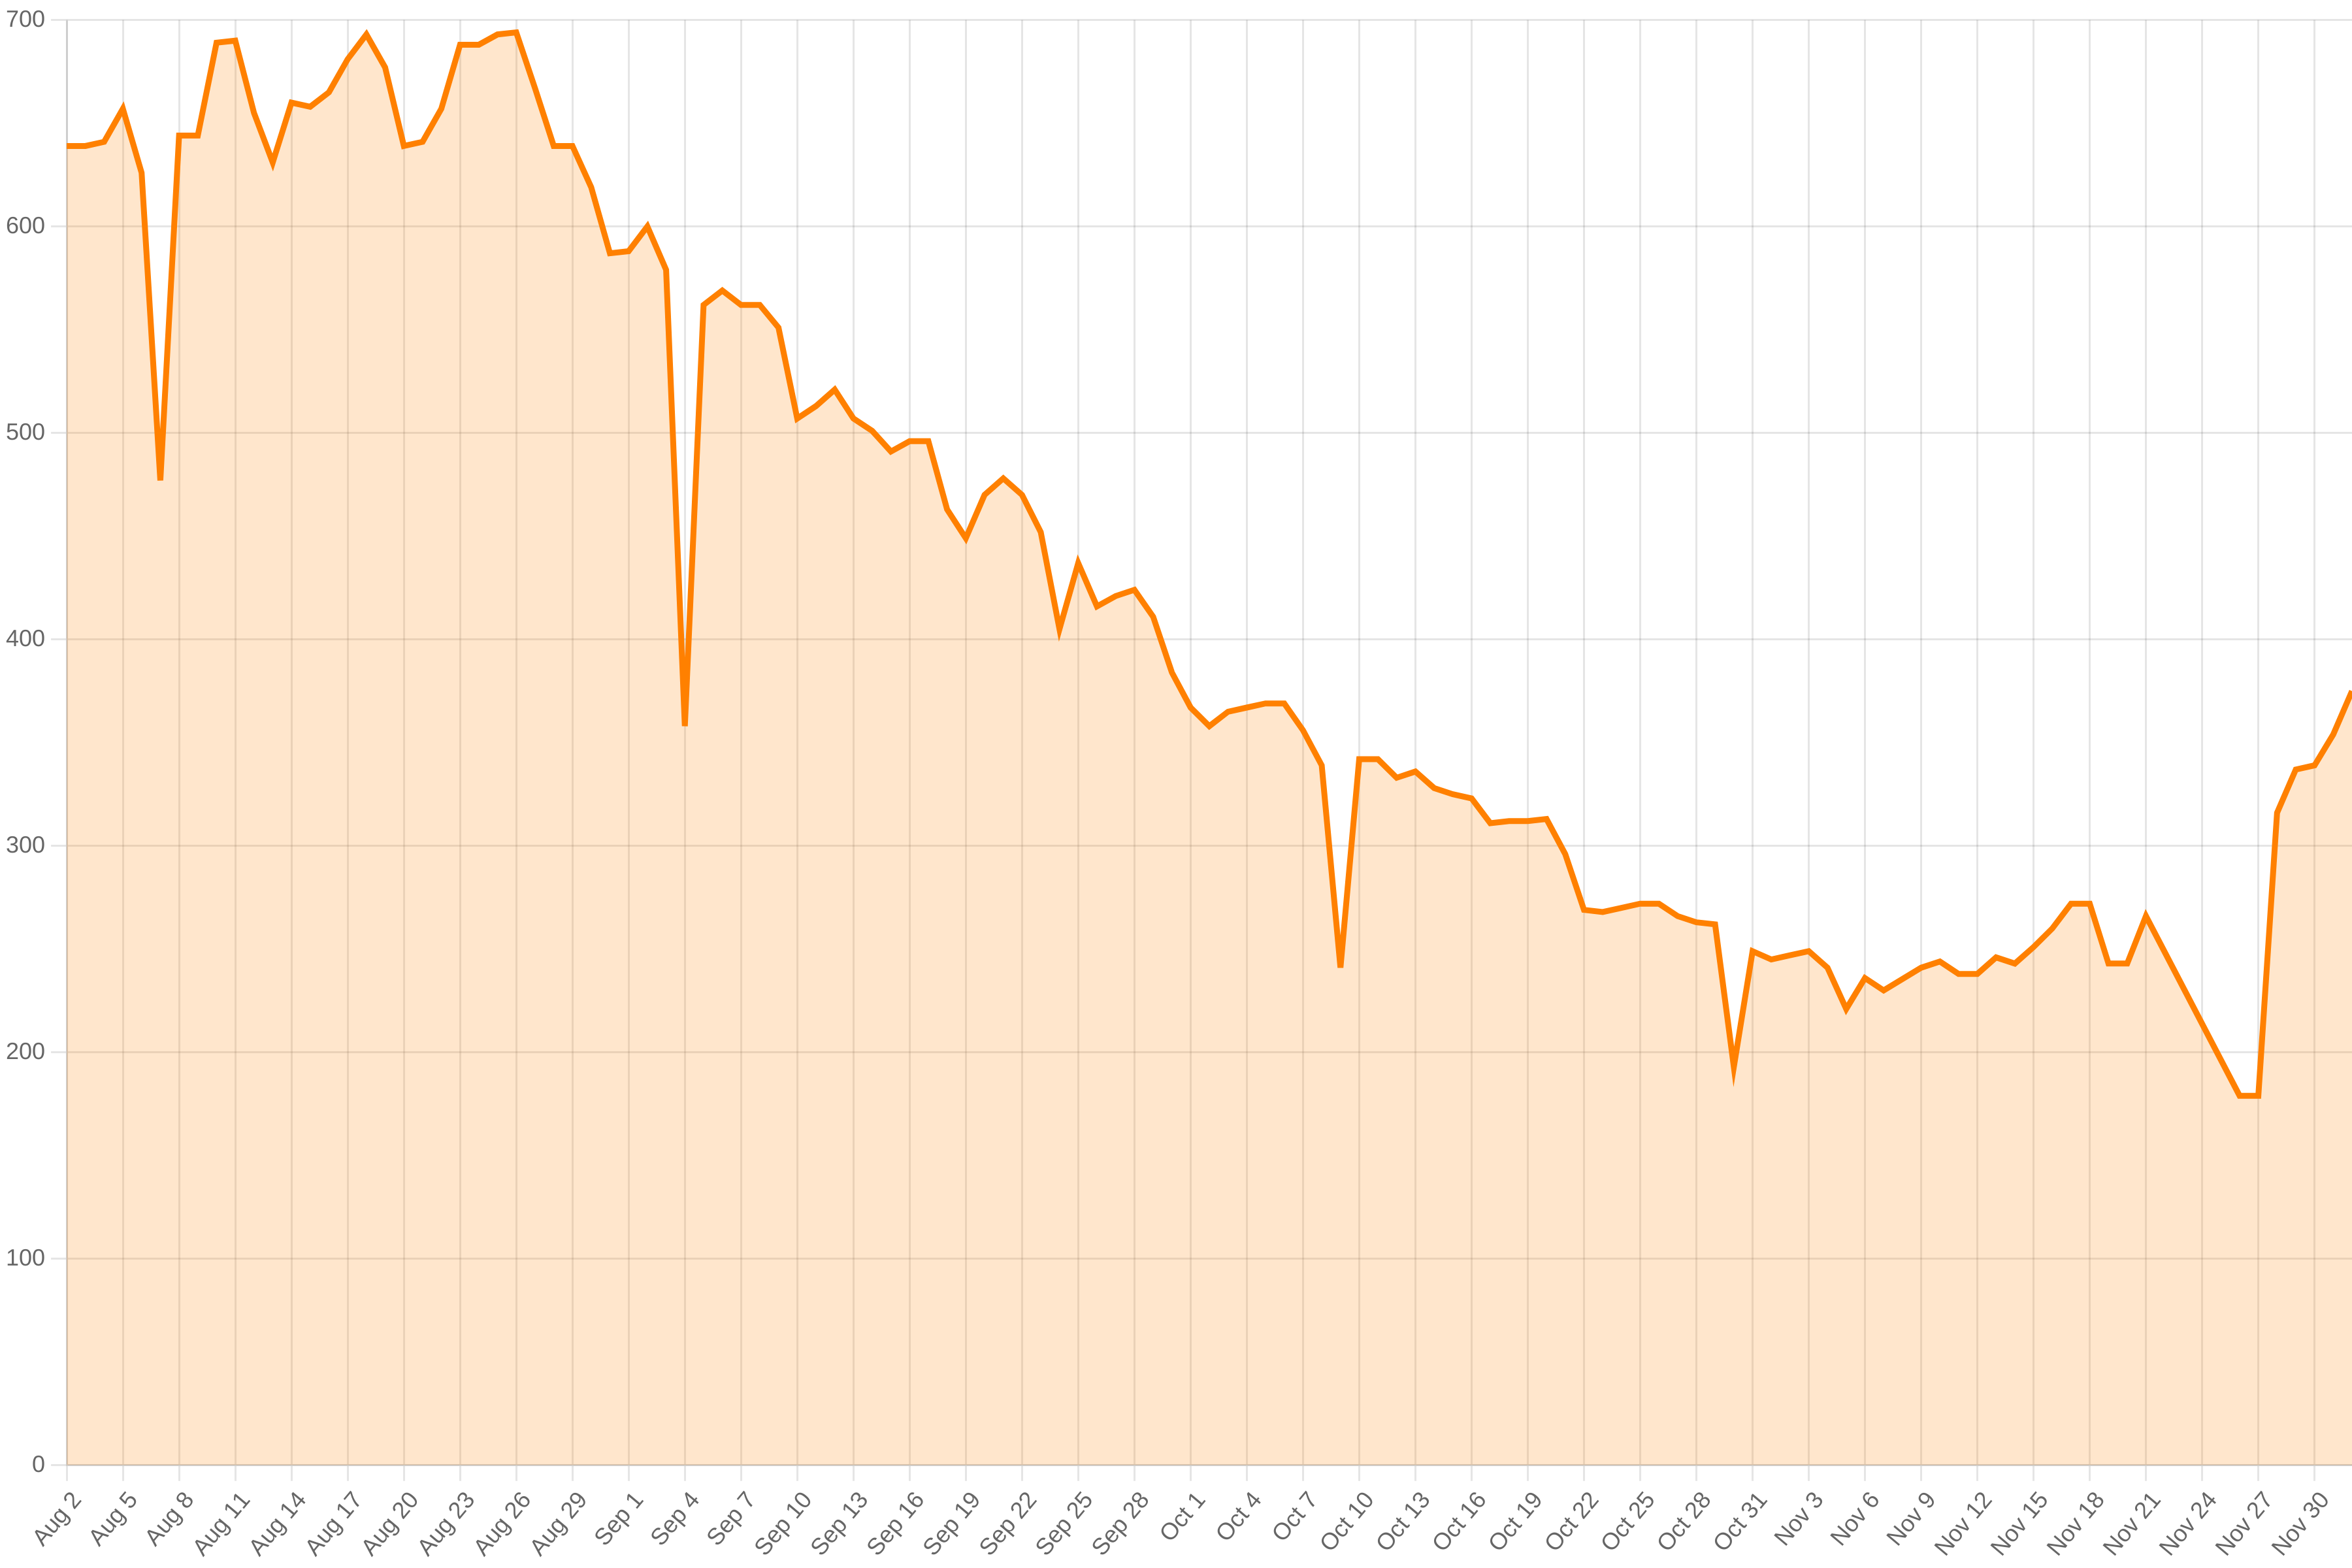 700
600
500
400
300
200
100
0
Aug 2
Aug 5
Aug 8
Aug 11
Aug 14
Aug 17
Aug 20
Aug 23
Aug 26
Aug 29
Sep 1
Sep 4
Sep 7
Sep 10
Sep 13
Sep 16
Sep 19
Sep 22
Sep 25
Sep 28
Oct 1
Oct 4
Oct 7
Oct 10
Oct 13
Oct 16
Oct 19
Oct 22
Oct 25
Oct 28
Oct 31
Nov 3
Nov 6
Nov 9
Nov 12
Nov 15
Nov 18
Nov 21
Nov 24
Nov 27
Nov 30